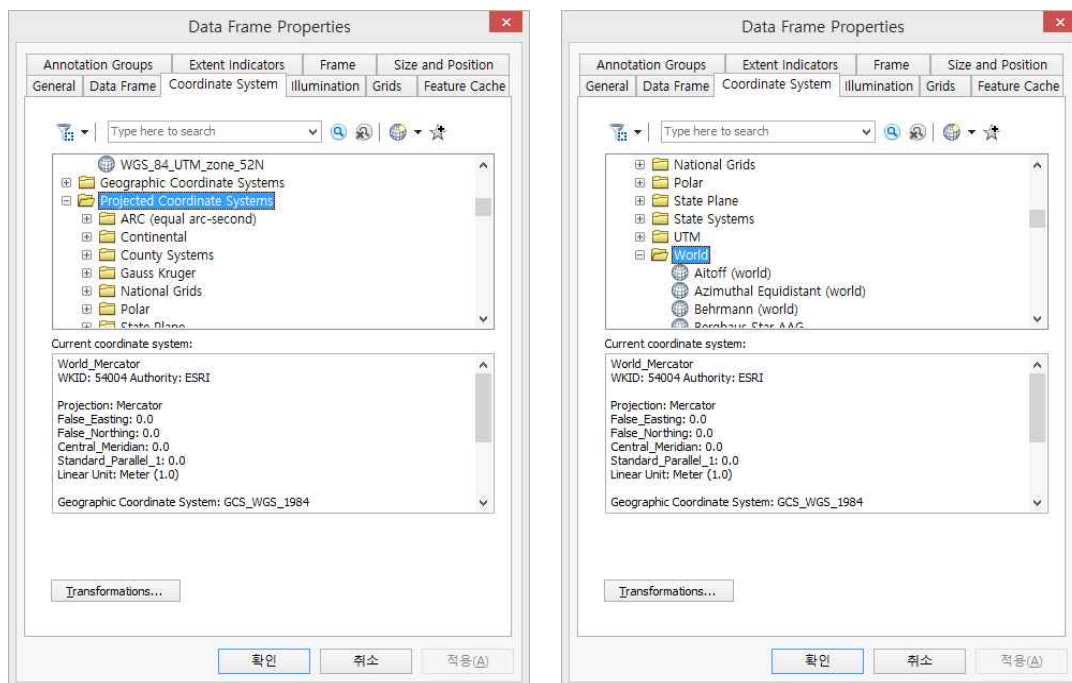 Data Frame Properties
Annotation Groups Extent Indicators Frame Size and Position
General Data Frame Coordinate System Illumination Grids Feature Cache
Type here to search
WGS_84_UTM_zone_52N
Geographic Coordinate Systems
Projected Coordinate Systems
ARC (equal arc-second)
Continental
County Systems
Gauss Kruger
National Grids
Polar
State Plane
Current coordinate system:
World_Mercator
WKID: 54004 Authority: ESRI
Projection: Mercator
False_Easting: 0.0
False_Northing: 0.0
Central_Meridian: 0.0
Standard_Parallel_1: 0.0
Linear Unit: Meter (1.0)
Geographic Coordinate System: GCS_WGS_1984
Transformations...
확인 취소 적용(A)
Data Frame Properties
Annotation Groups Extent Indicators Frame Size and Position
General Data Frame Coordinate System Illumination Grids Feature Cache
Type here to search
National Grids
Polar
State Plane
State Systems
UTM
World
Aitoff (world)
Azimuthal Equidistant (world)
Behrmann (world)
Berghaus Star AAG
Current coordinate system:
World_Mercator
WKID: 54004 Authority: ESRI
Projection: Mercator
False_Easting: 0.0
False_Northing: 0.0
Central_Meridian: 0.0
Standard_Parallel_1: 0.0
Linear Unit: Meter (1.0)
Geographic Coordinate System: GCS_WGS_1984
Transformations...
확인 취소 적용(A)